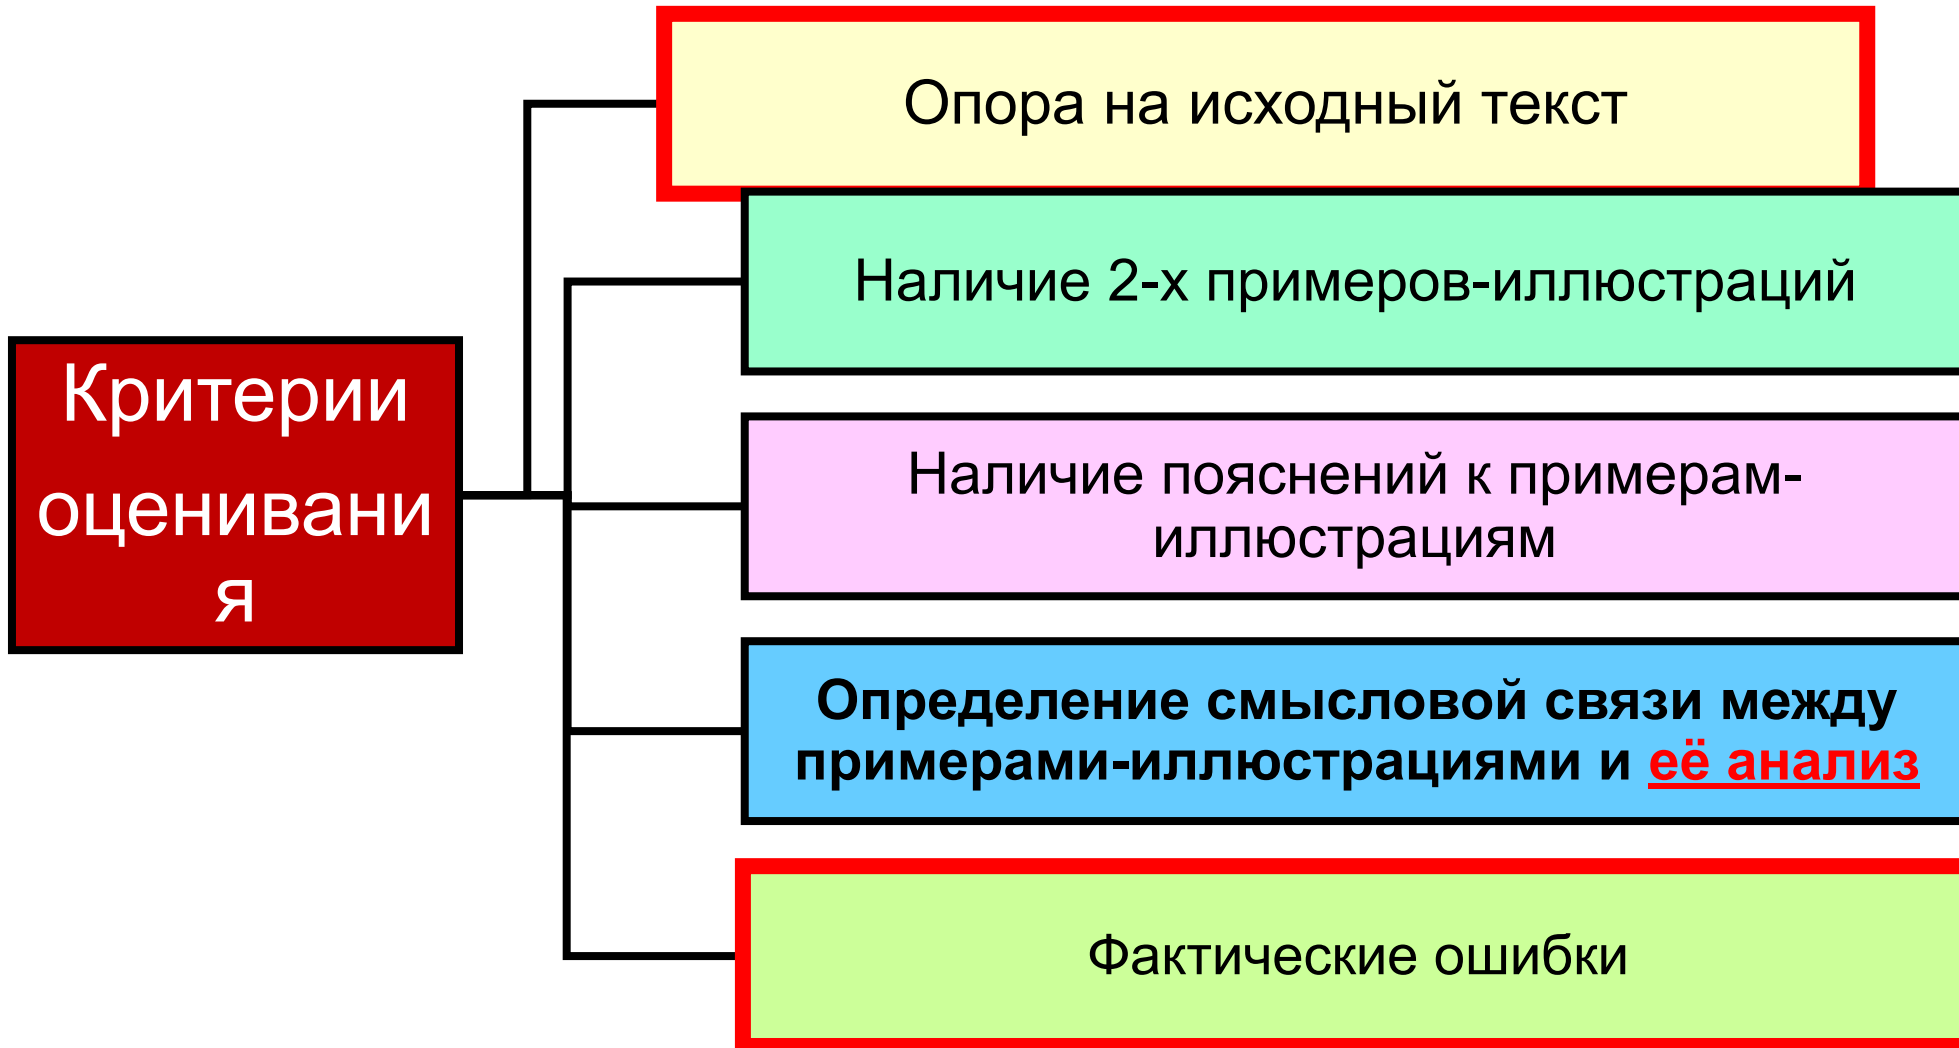 Опора на исходный текст
Наличие 2-х примеров-иллюстраций
Критерии
оценивани
я
Наличие пояснений к примерам-
иллюстрациям
Определение смысловой связи между
примерами-иллюстрациями и её анализ
Фактические ошибки